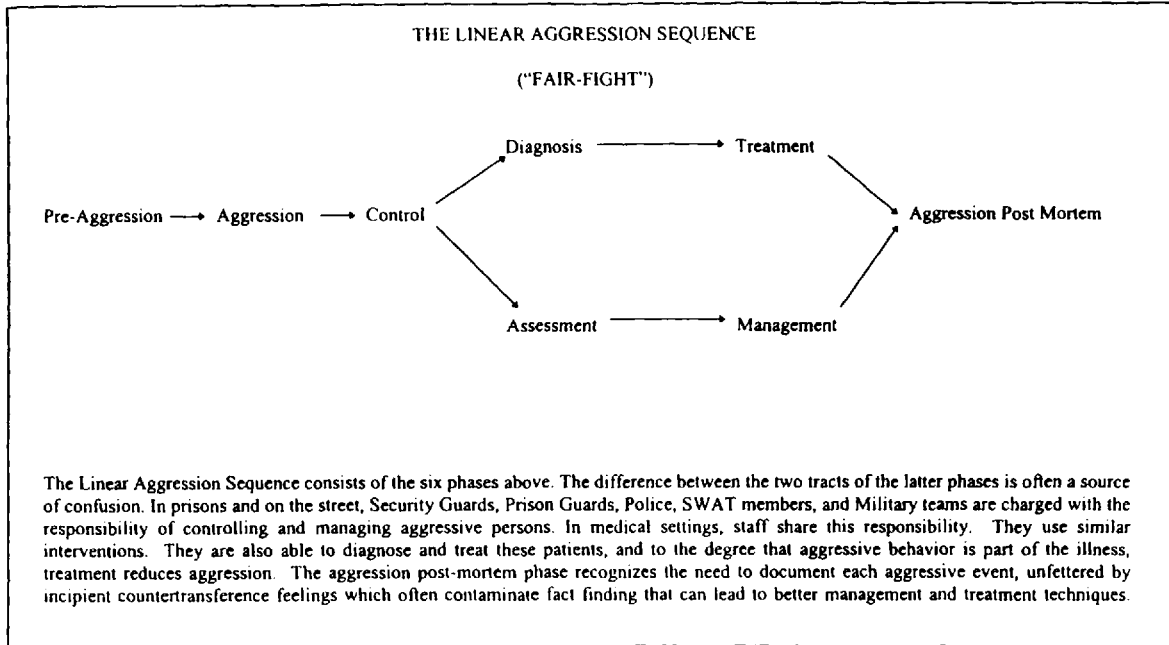 THE LINEAR AGGRESSION SEQUENCE
("FAIR-FIGHT")
Diagnosis
Treatment
Pre-Aggression
Aggression
Control
Aggression Post Mortem
Assessment
Management
The Linear Aggression Sequence consists of the six phases above. The difference between the two tracts of the latter phases is often a source
of confusion. In prisons and on the street, Security Guards, Prison Guards, Police, SWAT members, and Military teams are charged with the
responsibility of controlling and managing aggressive persons. In medical settings, staff share this responsibility. They use similar
interventions. They are also able to diagnose and treat these patients, and to the degree that aggressive behavior is part of the illness,
treatment reduces aggression. The aggression post-mortem phase recognizes the need to document each aggressive event, unfettered by
incipient countertransference feelings which often contaminate fact finding that can lead to better management and treatment techniques.